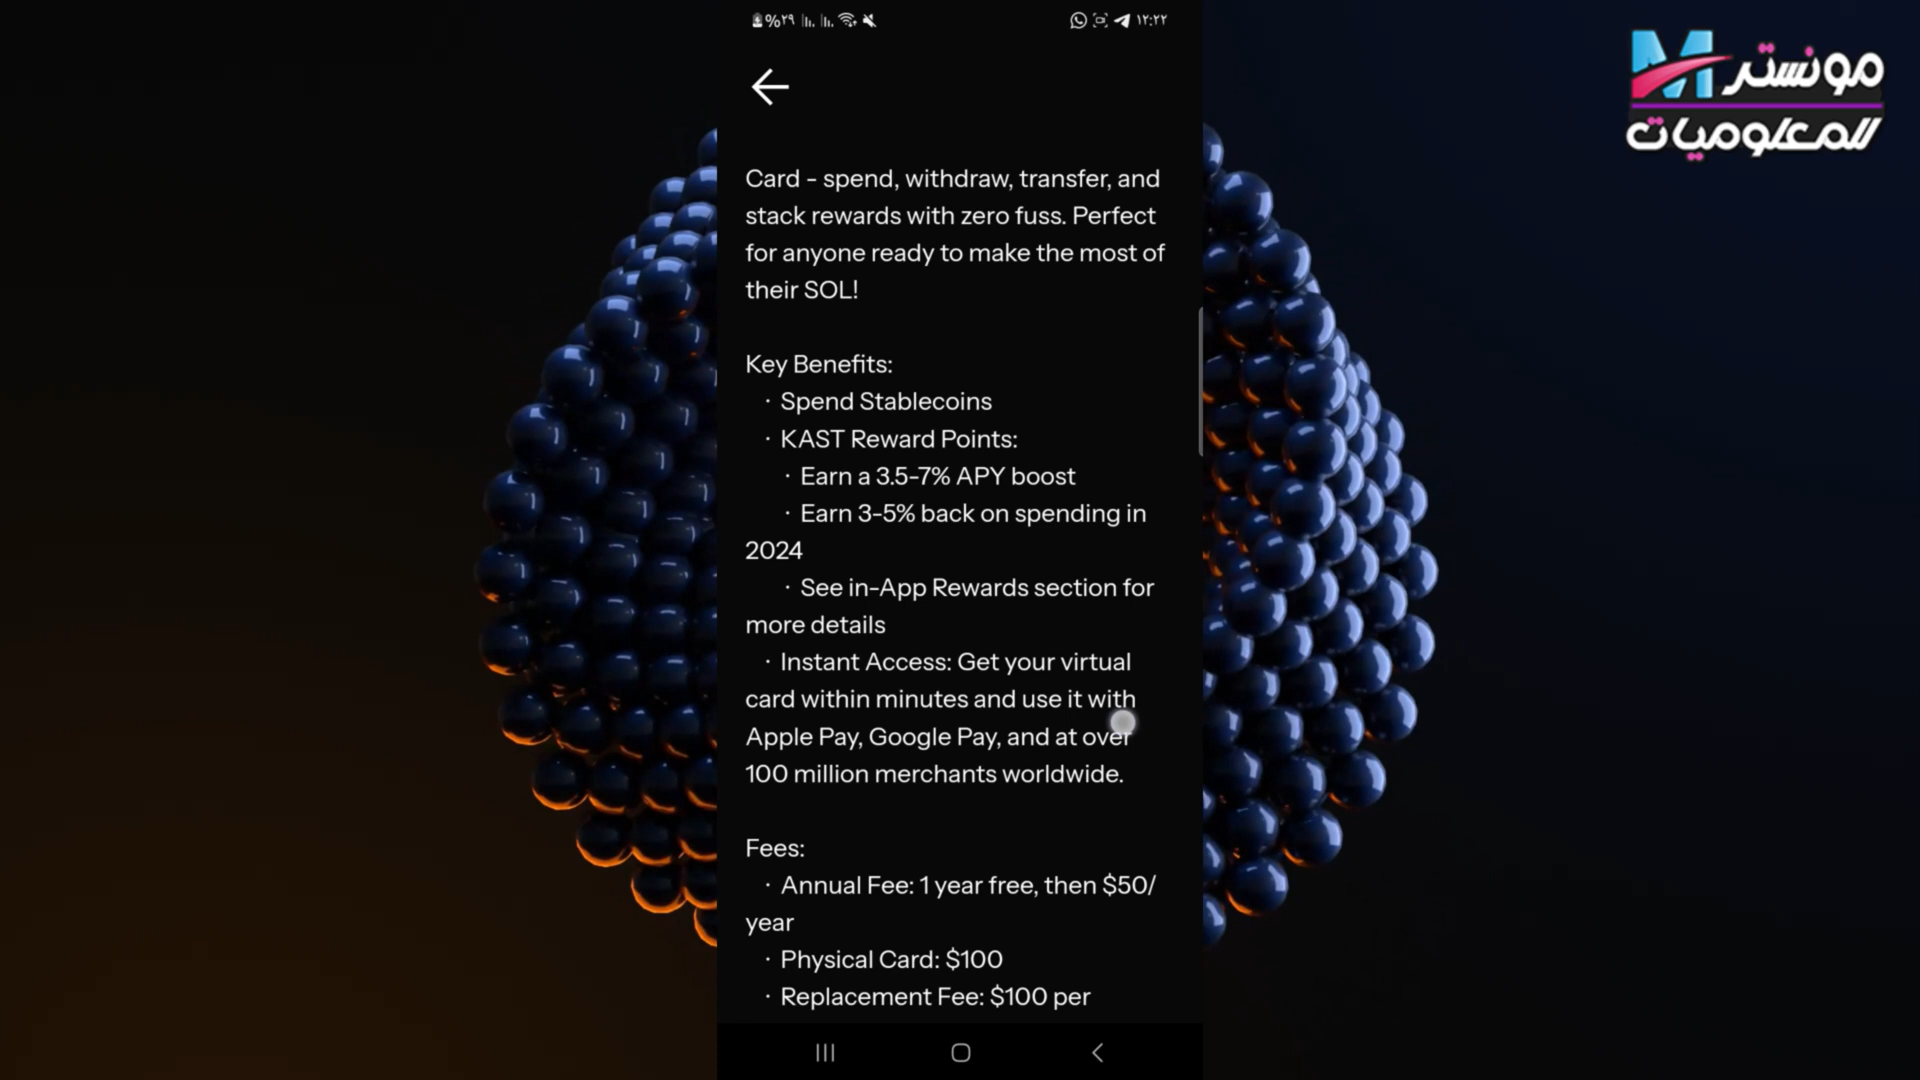 %۲۹
۱۲:۲۲
مونستر
للمعلوميات
Card - spend, withdraw, transfer, and
stack rewards with zero fuss. Perfect
for anyone ready to make the most of
their SOL!
Key Benefits:
· Spend Stablecoins
· KAST Reward Points:
· Earn a 3.5-7% APY boost
· Earn 3-5% back on spending in
2024
· See in-App Rewards section for
more details
· Instant Access: Get your virtual
card within minutes and use it with
Apple Pay, Google Pay, and at over
100 million merchants worldwide.
Fees:
· Annual Fee: 1 year free, then $50/
year
· Physical Card: $100
· Replacement Fee: $100 per